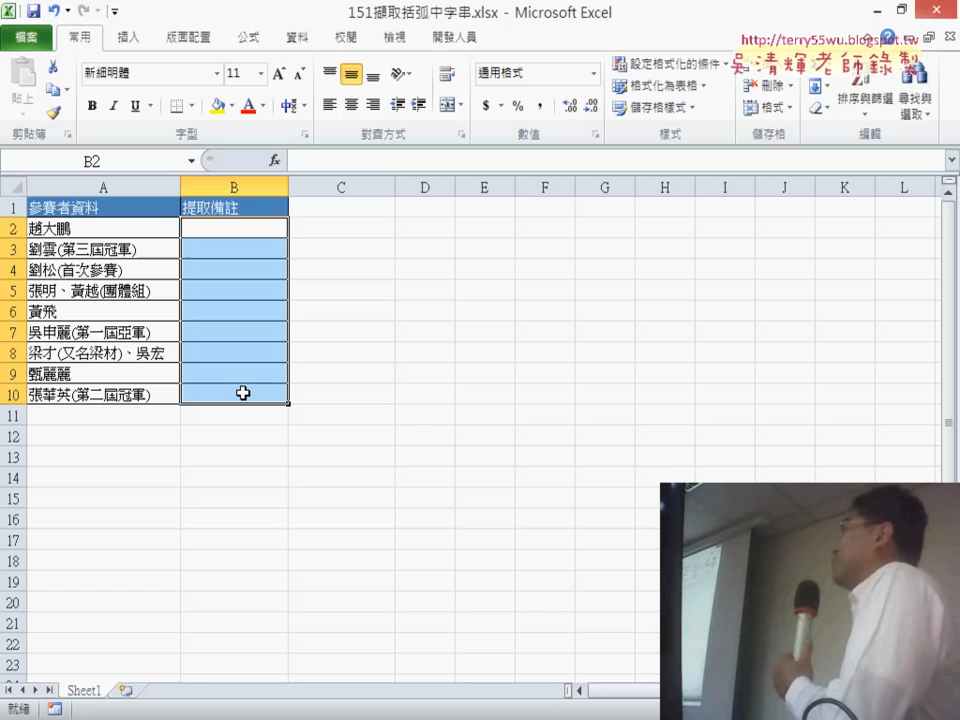 151擷取括弧中字串.xlsx - Microsoft Excel
檔案 常用 插入 版面配置 公式 資料 校閱 檢視 開發人員
http://terry55wu.blogspot.tw
吳清輝老師錄製
貼上 新細明體 11 通用格式 設定格式化的條件
B I U 中 $ % , 格式化為表格 刪除 排序與篩選 尋找與
儲存格樣式 格式 選取
剪貼簿 字型 對齊方式 數值 樣式 儲存格 編輯
B2 fx
A B C D E F G H I J K L
1 參賽者資料 提取備註
2 趙大鵬
3 劉雲(第三屆冠軍)
4 劉松(首次參賽)
5 張明、黃越(團體組)
6 黃飛
7 吳申麗(第一屆亞軍)
8 梁才(又名梁材)、吳宏
9 甄麗麗
10 張華英(第二屆冠軍)
11
12
13
14
15
16
17
18
19
20
21
22
23
Sheet1
就緒